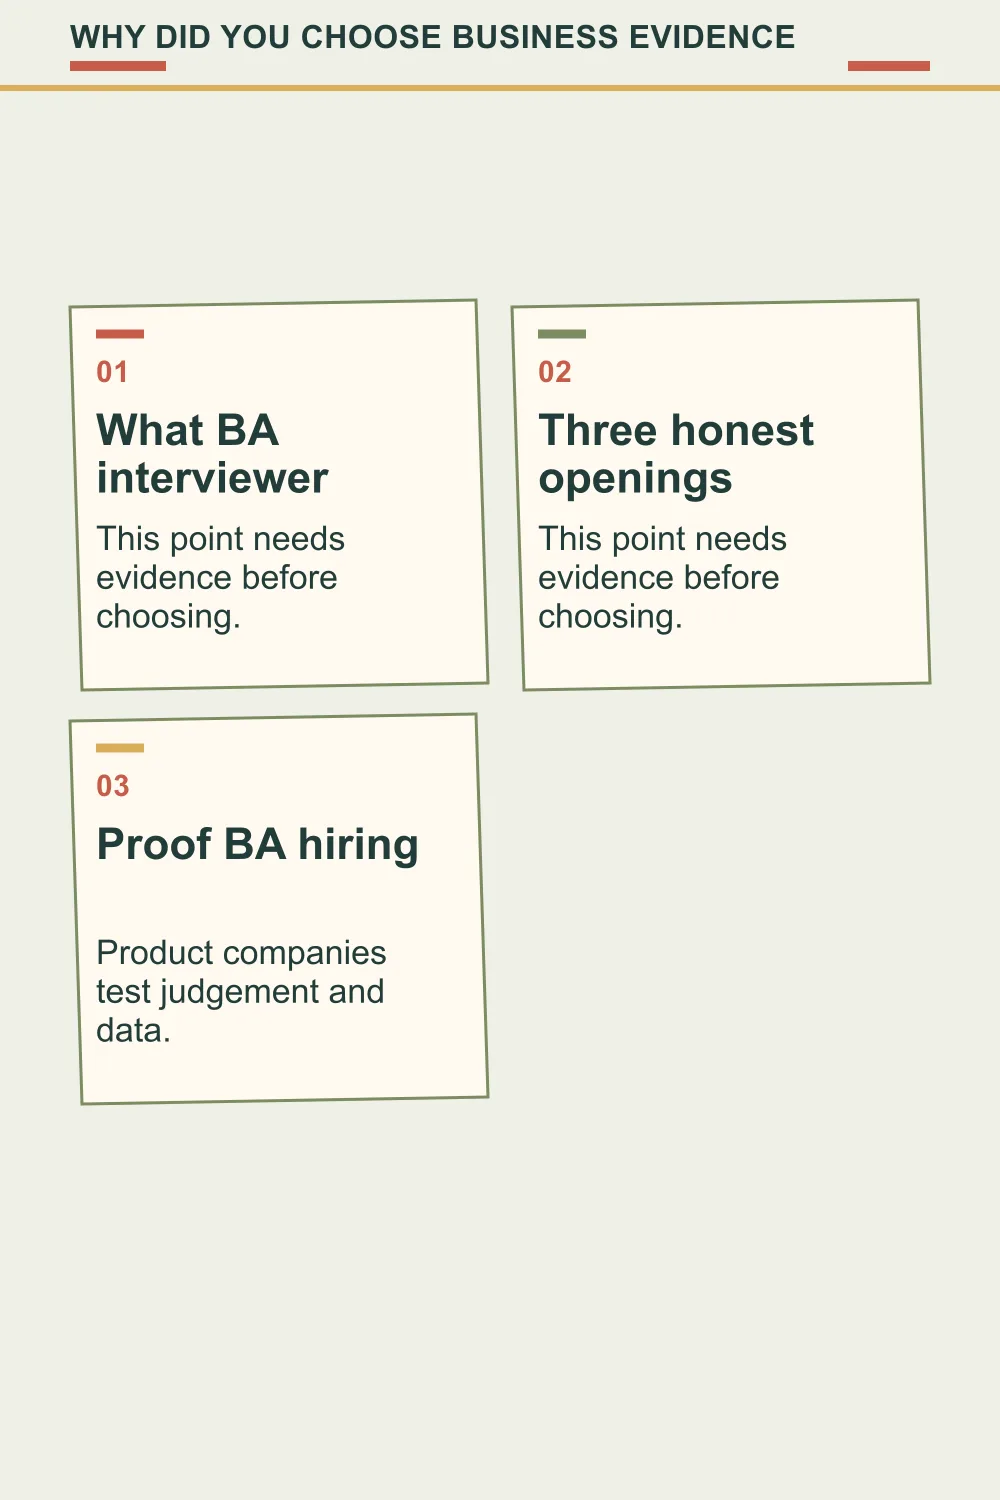 WHY DID YOU CHOOSE BUSINESS EVIDENCE
01
What BA
interviewer
This point needs
evidence before
choosing.
02
Three honest
openings
This point needs
evidence before
choosing.
03
Proof BA hiring
Product companies
test judgement and
data.